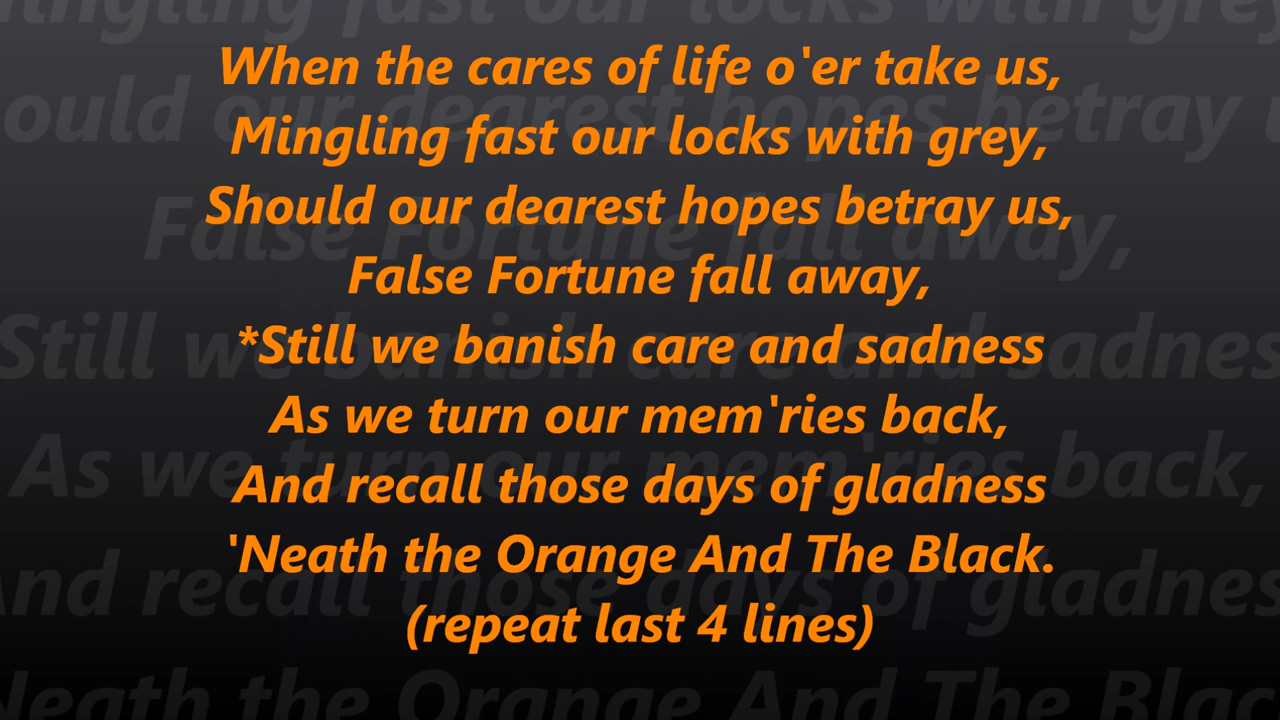 When the cares of life o'er take us,
Mingling fast our locks with grey,
Should our dearest hopes betray us,
False Fortune fall away,
*Still we banish care and sadness
As we turn our mem'ries back,
And recall those days of gladness
'Neath the Orange And The Black.
(repeat last 4 lines)